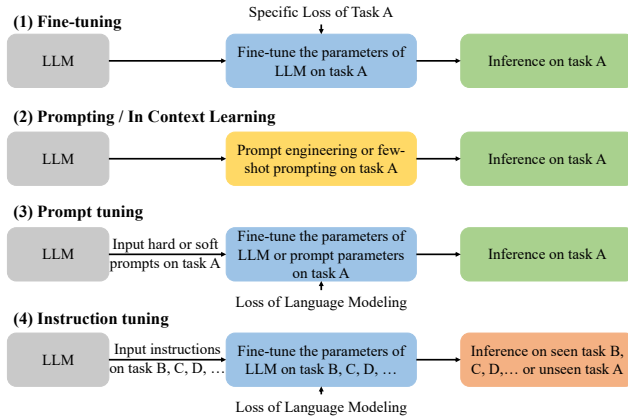 Specific Loss of Task A
(1) Fine-tuning
LLM
Fine-tune the parameters of
LLM on task A
Inference on task A
(2) Prompting / In Context Learning
LLM
Prompt engineering or few-
shot prompting on task A
Inference on task A
(3) Prompt tuning
LLM
Input hard or soft
prompts on task A
Fine-tune the parameters of
LLM or prompt parameters
on task A
Inference on task A
Loss of Language Modeling
(4) Instruction tuning
LLM
Input instructions
on task B, C, D, …
Fine-tune the parameters of
LLM on task B, C, D, …
Inference on seen task B,
C, D,… or unseen task A
Loss of Language Modeling